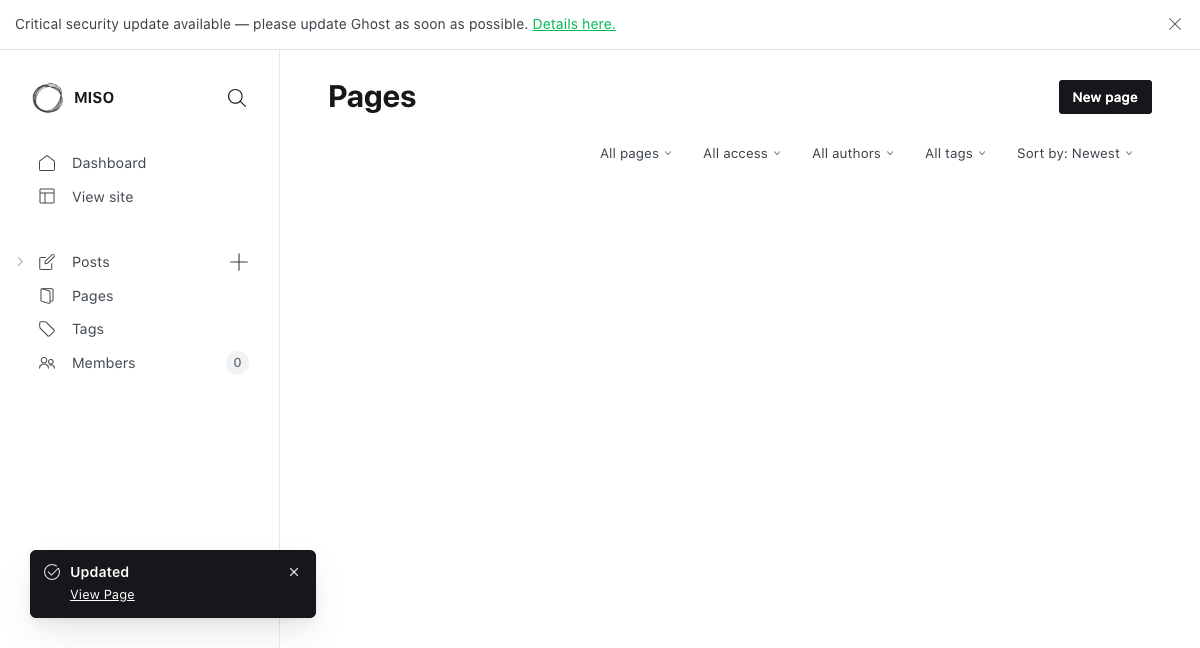 Critical security update available — please update Ghost as soon as possible. Details here.
MISO
Pages
New page
All pages
All access
All authors
All tags
Sort by: Newest
Dashboard
View site
Posts
Pages
Tags
Members
0
Updated
View Page